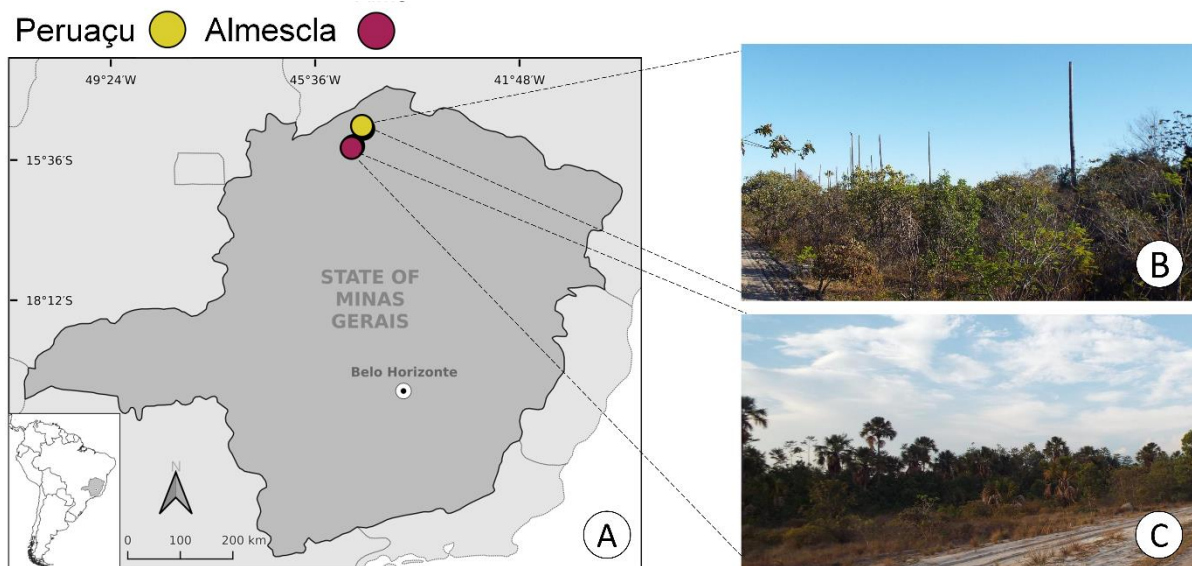 Peruaçu Almescla
49°24'W 45°36'W 41°48'W
15°36'S
STATE OF
MINAS
GERAIS
18°12'S
Belo Horizonte
N
0 100 200 km
A
B
C